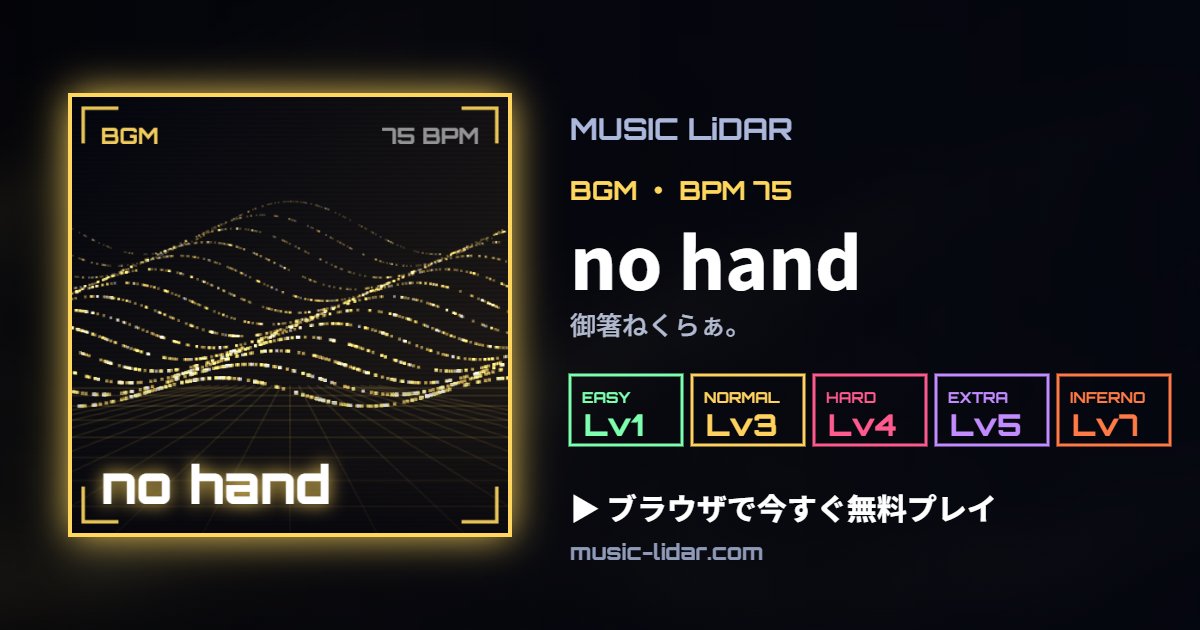 BGM
75 BPM
no hand
MUSIC LiDAR
BGM ・ BPM 75
no hand
御箸ねくらぁ。
EASY
Lv1
NORMAL
Lv3
HARD
Lv4
EXTRA
Lv5
INFERNO
Lv7
▶ ブラウザで今すぐ無料プレイ
music-lidar.com